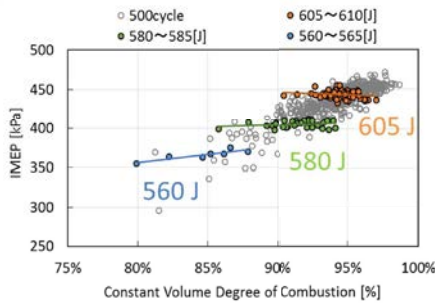 500cycle 605～610[J]
580～585[J] 560～565[J]
500
450
400
350
300
250
IMEP
[kPa]
605 J
580 J
560 J
75% 80% 85% 90% 95% 100%
Constant Volume Degree of Combustion [%]